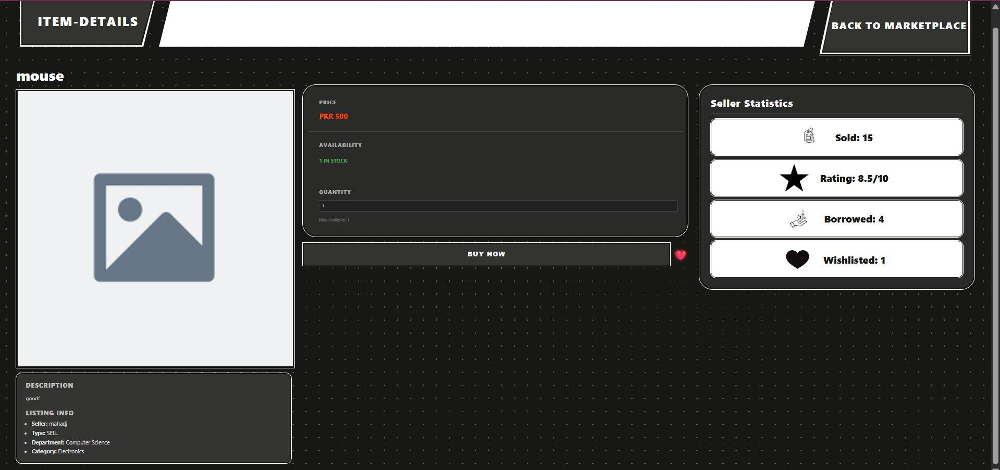 ITEM-DETAILS
BACK TO MARKETPLACE
mouse
PRICE
PKR 500
AVAILABILITY
1 IN STOCK
QUANTITY
1
Max available: 1
BUY NOW
Seller Statistics
Sold: 15
Rating: 8.5/10
Borrowed: 4
Wishlisted: 1
DESCRIPTION
goodf
LISTING INFO
Seller: mahadj
Type: SELL
Department: Computer Science
Category: Electronics